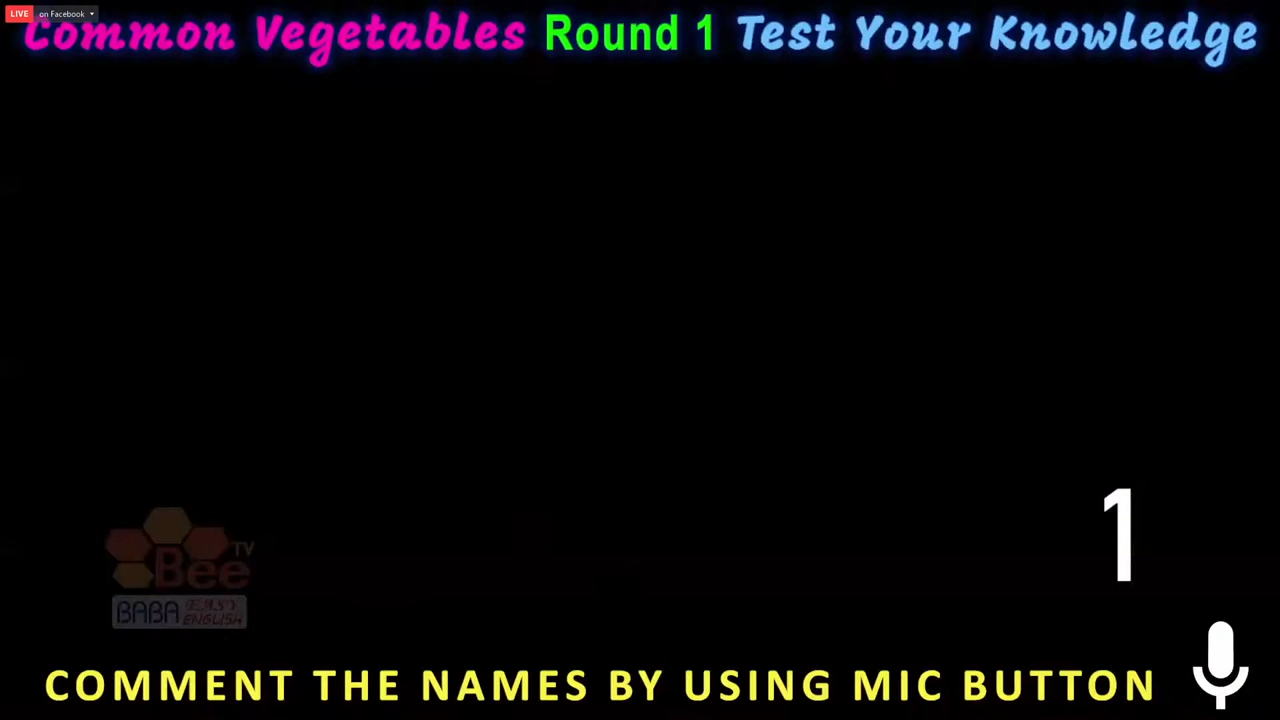 LIVE on Facebook
Common Vegetables Round 1 Test Your Knowledge
1
TV
Bee
BABA EASY ENGLISH
COMMENT THE NAMES BY USING MIC BUTTON